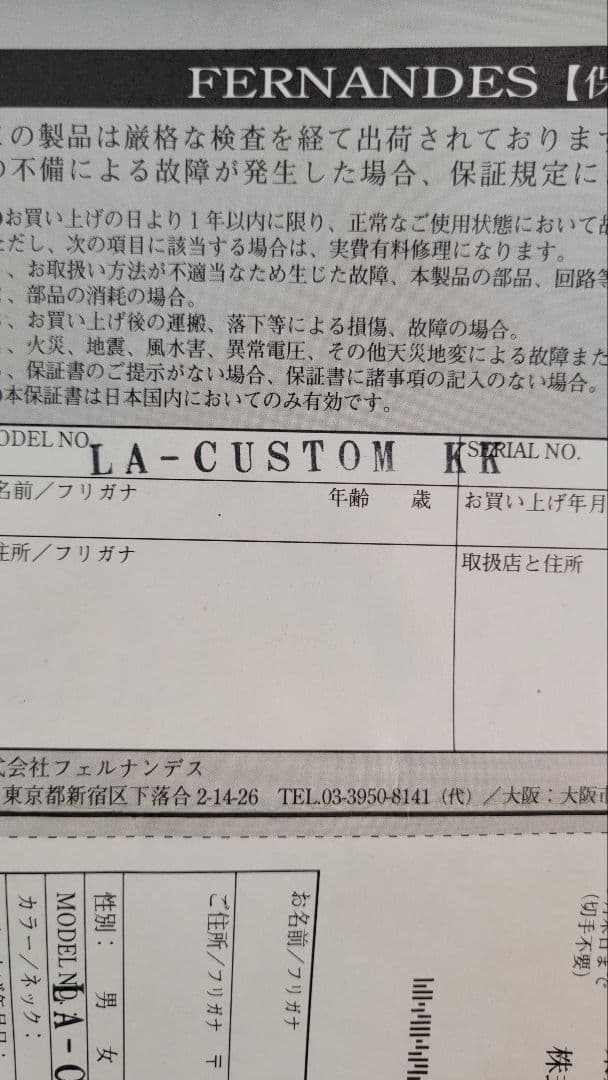 FERNANDES【保
の製品は厳格な検査を経て出荷されておりま
不備による故障が発生した場合、保証規定に
お買い上げの日より1年以内に限り、正常なご使用状態において故
ただし、次の項目に該当する場合は、実費有料修理になります。
、お取扱い方法が不適当なため生じた故障、本製品の部品、回路等
、部品の消耗の場合。
、お買い上げ後の運搬、落下等による損傷、故障の場合。
、火災、地震、風水害、異常電圧、その他天災地変による故障また
、保証書のご提示がない場合、保証書に諸事項の記入のない場合。
本保証書は日本国内においてのみ有効です。
ODEL NO. LA-CUSTOM KK SERIAL NO.
名前／フリガナ 年齢 歳 お買い上げ年月
住所／フリガナ 取扱店と住所
式会社フェルナンデス
東京都新宿区下落合2-14-26 TEL.03-3950-8141（代）／大阪：大阪市
お名前／フリガナ
ご住所／フリガナ 〒
性別： 男 女
MODEL NO. LA-C
カラー／ネック：
(切手不要)
株